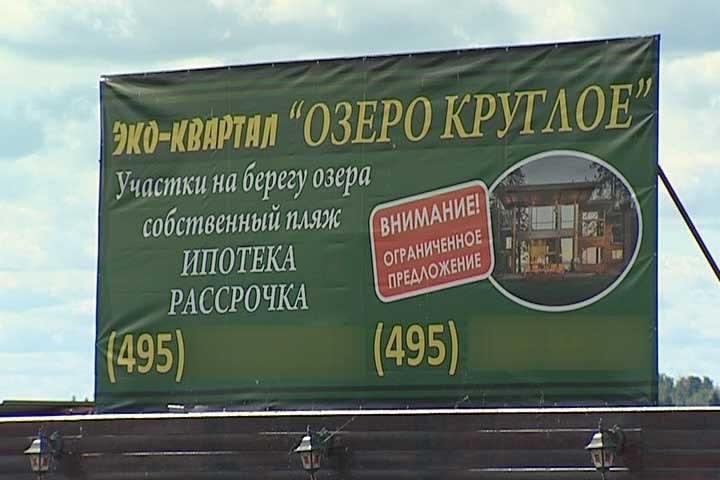 ЭКО-КВАРТАЛ "ОЗЕРО КРУГЛОЕ"
Участки на берегу озера
собственный пляж
ИПОТЕКА
РАССРОЧКА
ВНИМАНИЕ!
ОГРАНИЧЕННОЕ
ПРЕДЛОЖЕНИЕ
(495) (495)